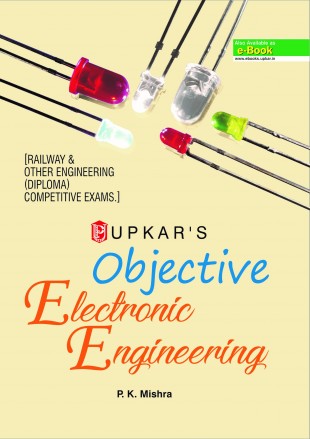 Also Available as
e-Book
www.ebooks.upkar.in
[RAILWAY &
OTHER ENGINEERING
(DIPLOMA)
COMPETITIVE EXAMS.]
UPKAR'S
Objective
Electronic
Engineering
P. K. Mishra